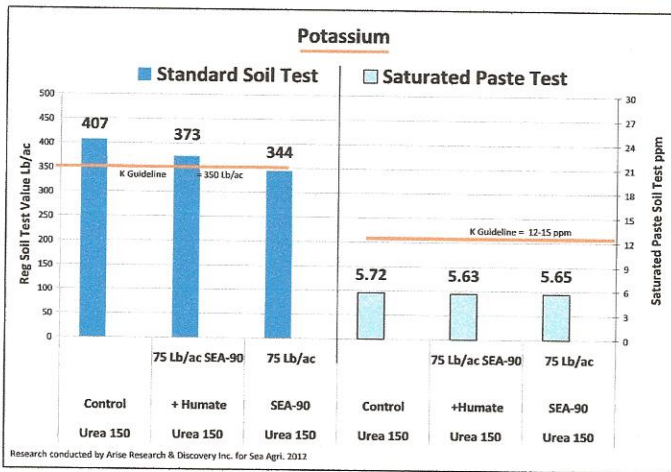 Potassium
Standard Soil Test
Saturated Paste Test
Reg Soil Test Value Lb/ac
500
450
400
350
300
250
200
150
100
50
0
407
373
344
K Guideline = 350 Lb/ac
75 Lb/ac SEA-90
75 Lb/ac
Control
+ Humate
SEA-90
Urea 150
Urea 150
Urea 150
5.72
5.63
5.65
K Guideline = 12-15 ppm
75 Lb/ac SEA-90
75 Lb/ac
Control
+Humate
SEA-90
Urea 150
Urea 150
Urea 150
30
27
24
21
18
15
12
9
6
3
0
Saturated Paste Soil Test ppm
Research conducted by Arise Research & Discovery Inc. for Sea Agri. 2012